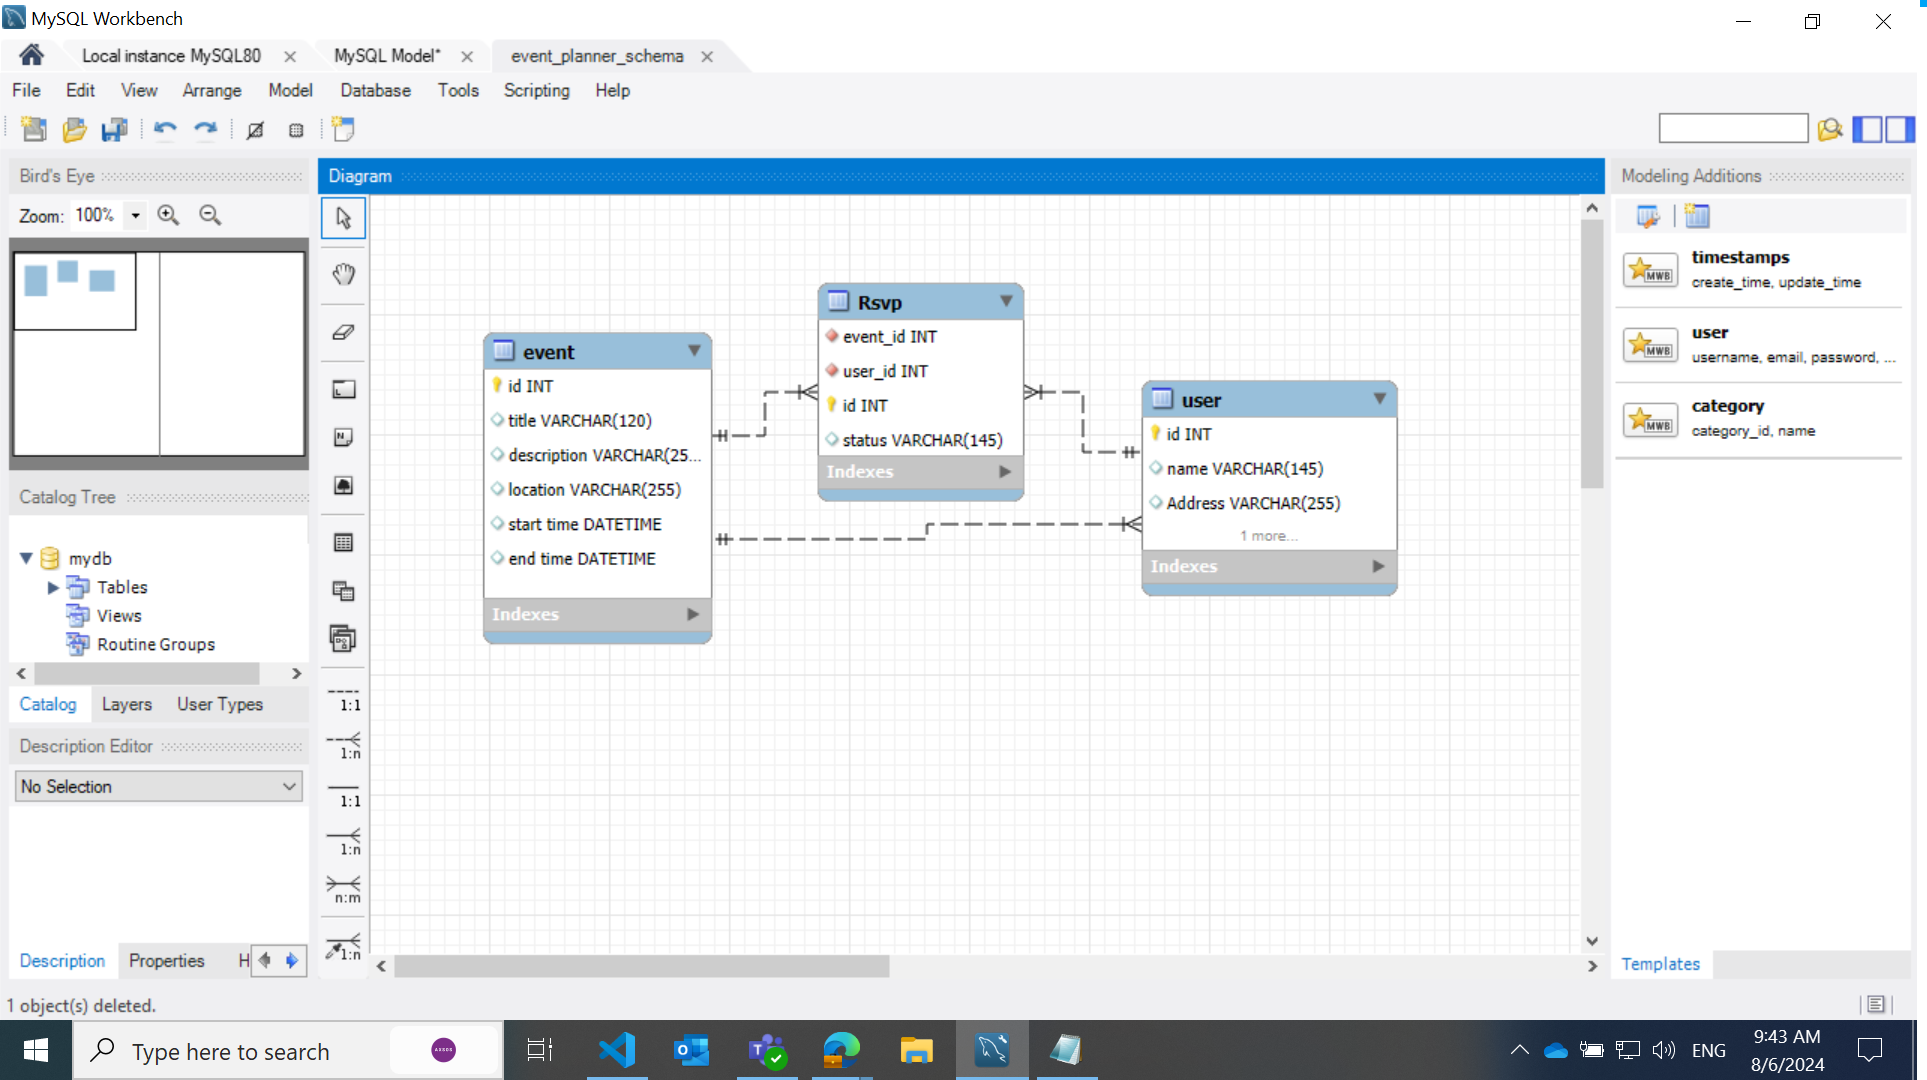 MySQL Workbench
Local instance MySQL80
MySQL Model*
event_planner_schema
File Edit View Arrange Model Database Tools Scripting Help
Bird's Eye
Zoom: 100%
Catalog Tree
mydb
Tables
Views
Routine Groups
Catalog Layers User Types
Description Editor
No Selection
Description Properties H
Diagram
1:1
1:n
1:1
1:n
n:m
1:n
event
id INT
title VARCHAR(120)
description VARCHAR(25...
location VARCHAR(255)
start time DATETIME
end time DATETIME
Indexes
Rsvp
event_id INT
user_id INT
id INT
status VARCHAR(145)
Indexes
user
id INT
name VARCHAR(145)
Address VARCHAR(255)
1 more...
Indexes
Modeling Additions
MWB
timestamps
create_time, update_time
MWB
user
username, email, password, ...
MWB
category
category_id, name
Templates
1 object(s) deleted.
Type here to search
ENG
9:43 AM
8/6/2024